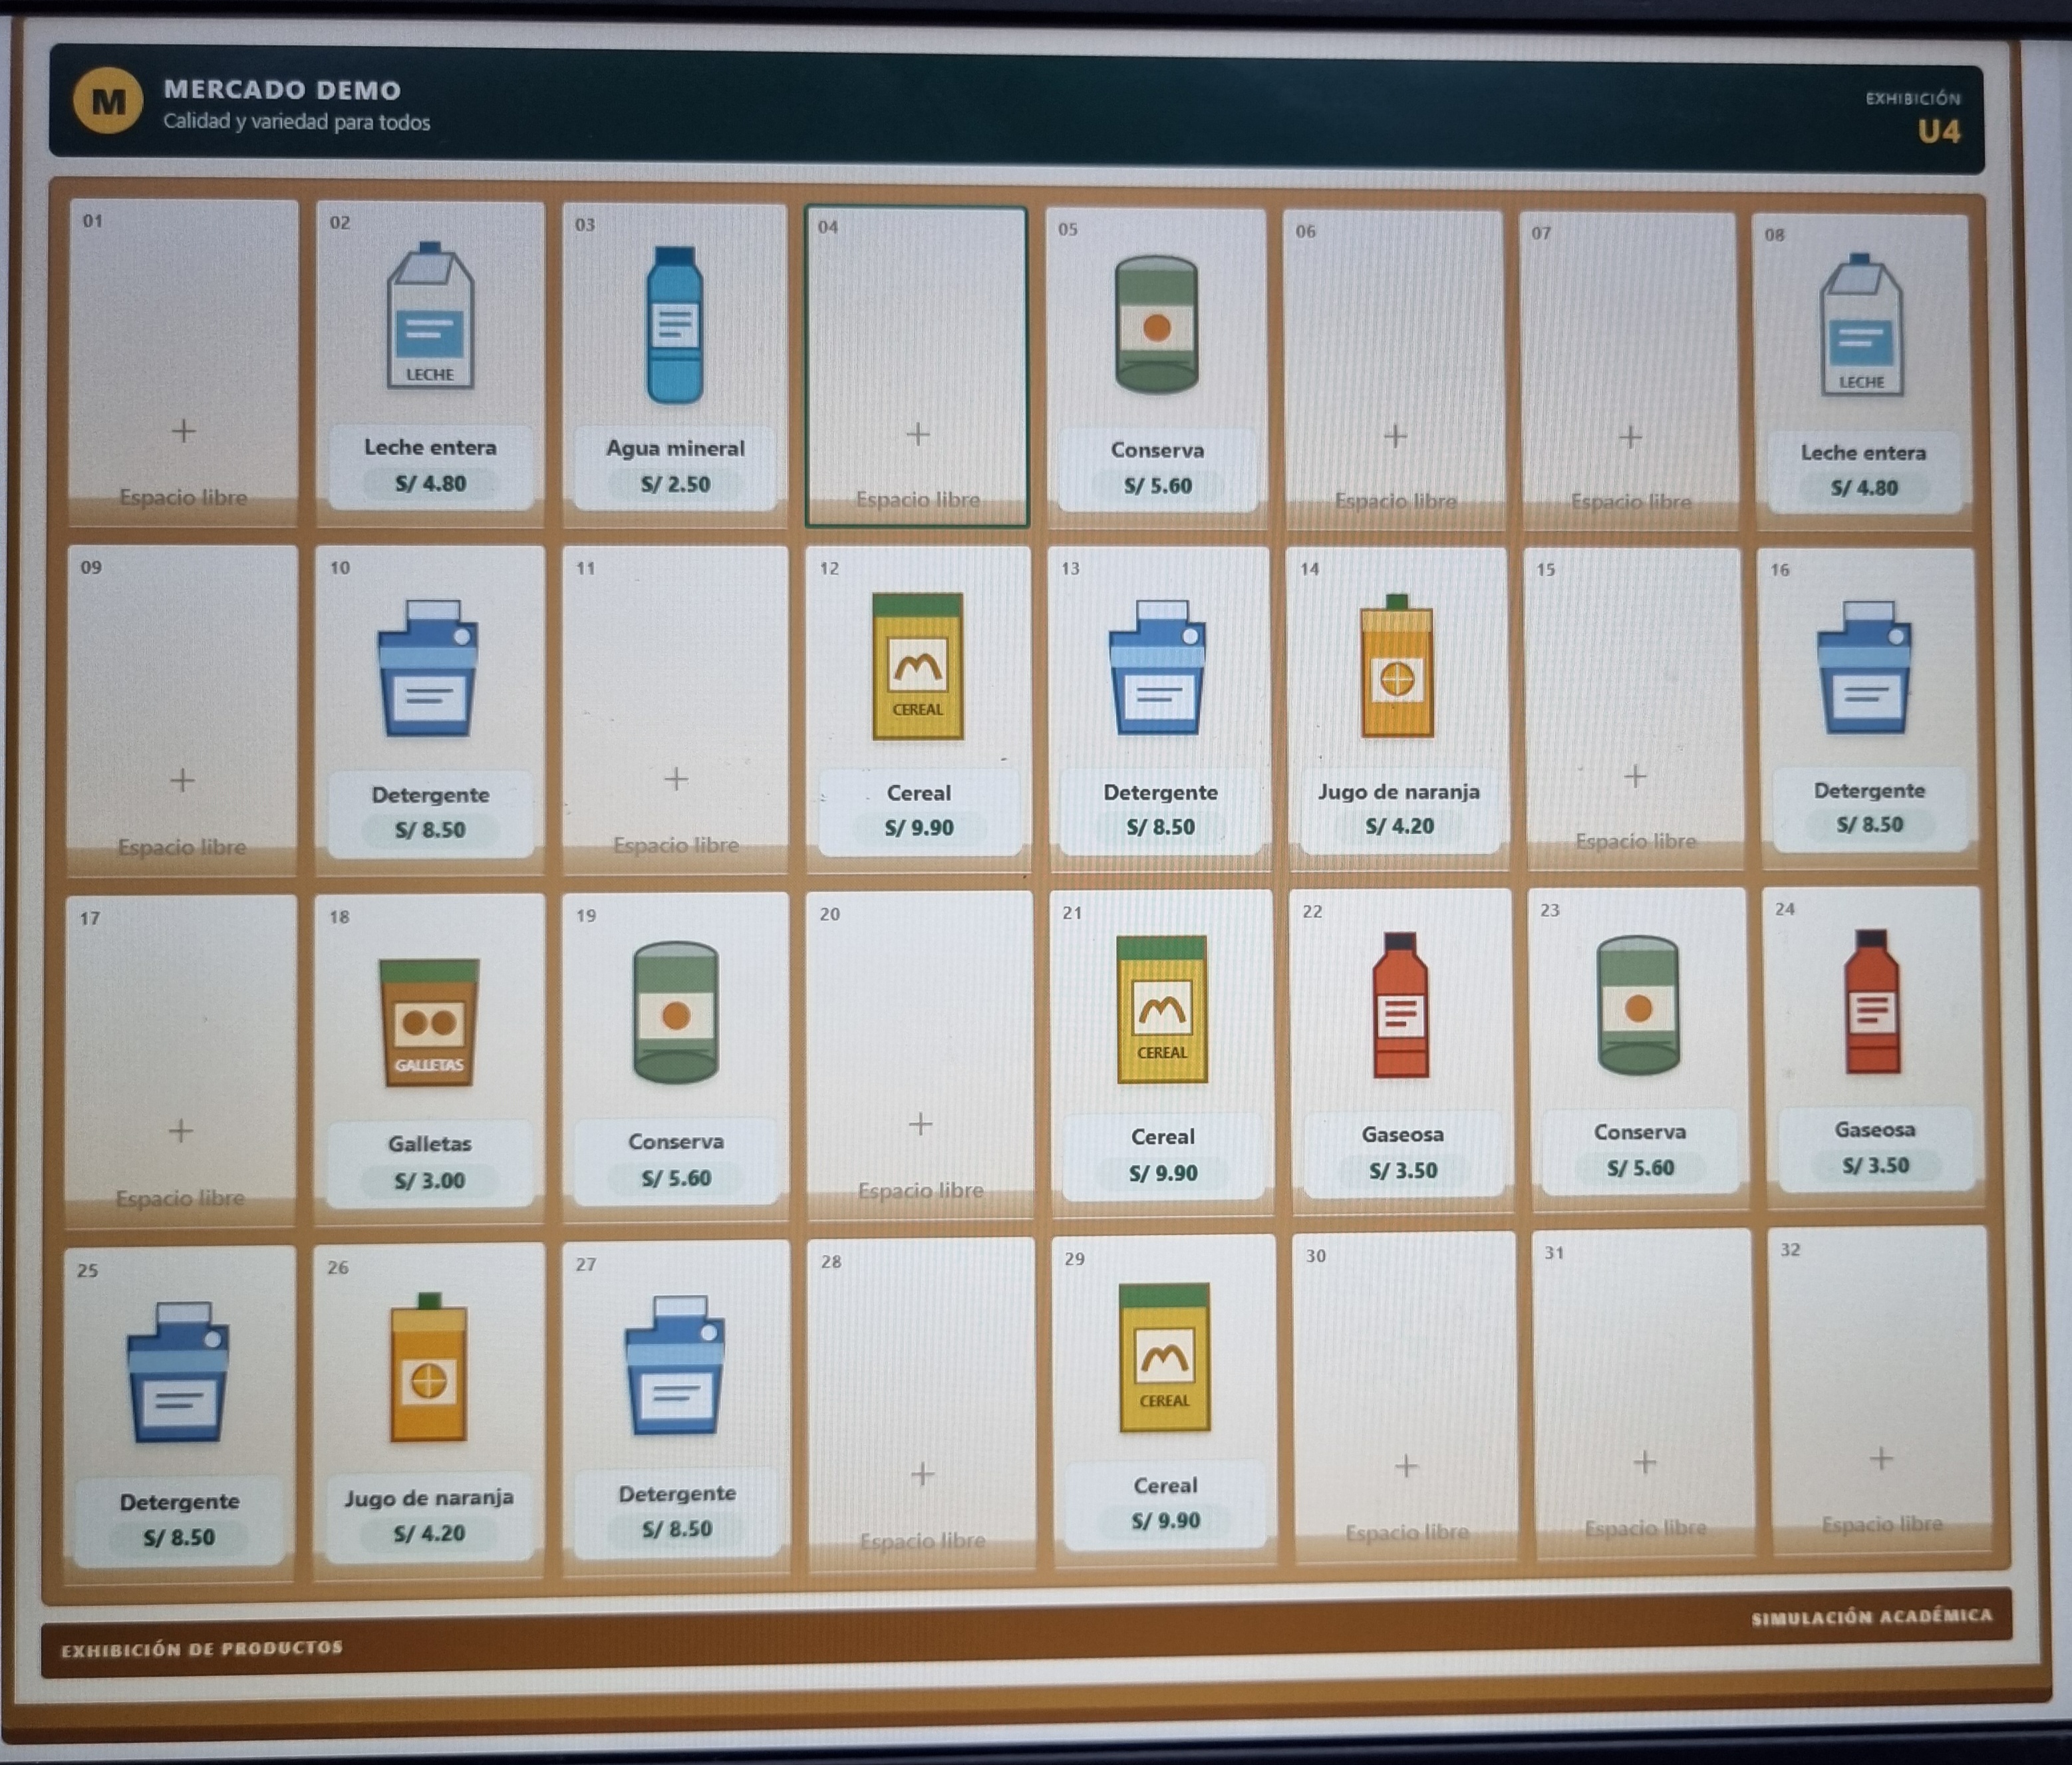 M
MERCADO DEMO
Calidad y variedad para todos
EXHIBICIÓN
U4
01
+
Espacio libre
02
LECHE
Leche entera
S/ 4.80
03
Agua mineral
S/ 2.50
04
+
Espacio libre
05
Conserva
S/ 5.60
06
+
Espacio libre
07
+
Espacio libre
08
LECHE
Leche entera
S/ 4.80
09
+
Espacio libre
10
Detergente
S/ 8.50
11
+
Espacio libre
12
CEREAL
Cereal
S/ 9.90
13
Detergente
S/ 8.50
14
Jugo de naranja
S/ 4.20
15
+
Espacio libre
16
Detergente
S/ 8.50
17
+
Espacio libre
18
GALLETAS
Galletas
S/ 3.00
19
Conserva
S/ 5.60
20
+
Espacio libre
21
CEREAL
Cereal
S/ 9.90
22
Gaseosa
S/ 3.50
23
Conserva
S/ 5.60
24
Gaseosa
S/ 3.50
25
Detergente
S/ 8.50
26
Jugo de naranja
S/ 4.20
27
Detergente
S/ 8.50
28
+
Espacio libre
29
CEREAL
Cereal
S/ 9.90
30
+
Espacio libre
31
+
Espacio libre
32
+
Espacio libre
EXHIBICIÓN DE PRODUCTOS
SIMULACIÓN ACADÉMICA